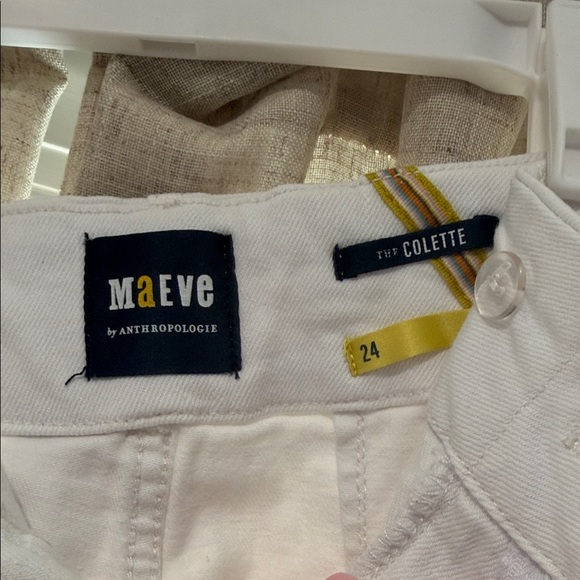 MaEVe
by ANTHROPOLOGIE
THE COLETTE
24